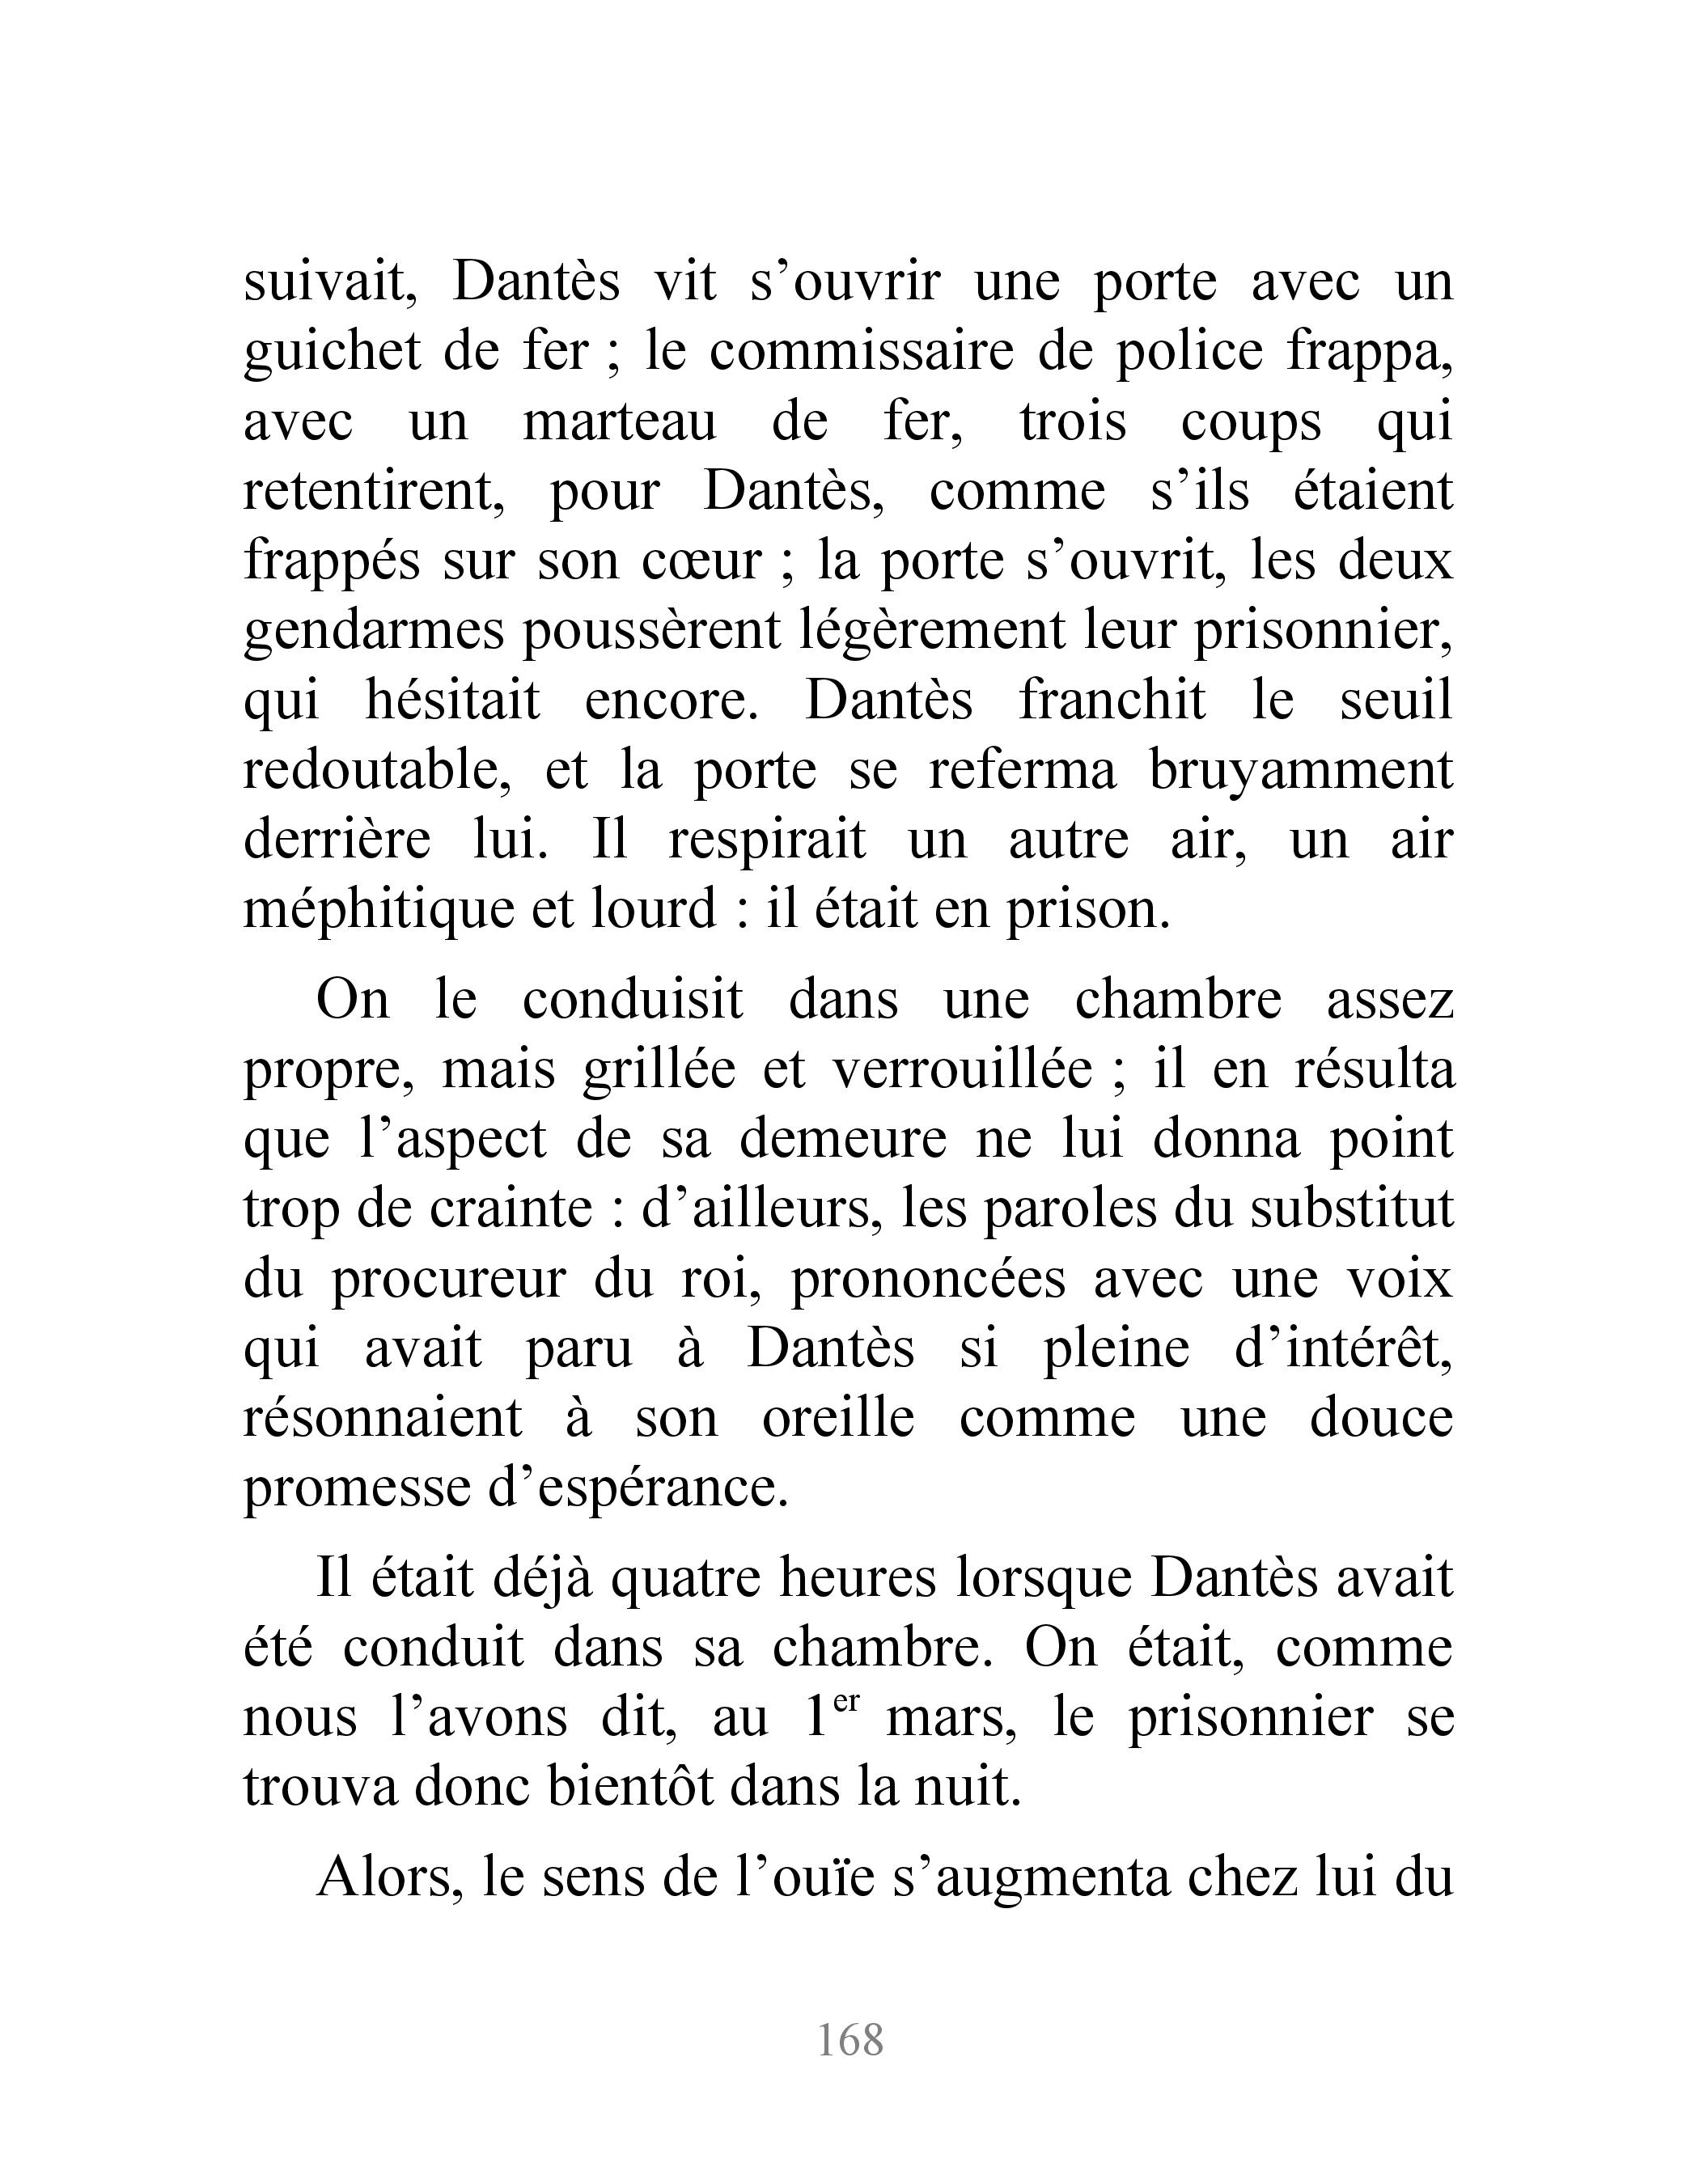 suivait, Dantès vit s’ouvrir une porte avec un
guichet de fer ; le commissaire de police frappa,
avec un marteau de fer, trois coups qui
retentirent, pour Dantès, comme s’ils étaient
frappés sur son cœur ; la porte s’ouvrit, les deux
gendarmes poussèrent légèrement leur prisonnier,
qui hésitait encore. Dantès franchit le seuil
redoutable, et la porte se referma bruyamment
derrière lui. Il respirait un autre air, un air
méphitique et lourd : il était en prison.
On le conduisit dans une chambre assez
propre, mais grillée et verrouillée ; il en résulta
que l’aspect de sa demeure ne lui donna point
trop de crainte : d’ailleurs, les paroles du substitut
du procureur du roi, prononcées avec une voix
qui avait paru à Dantès si pleine d’intérêt,
résonnaient à son oreille comme une douce
promesse d’espérance.
Il était déjà quatre heures lorsque Dantès avait
été conduit dans sa chambre. On était, comme
nous l’avons dit, au 1er mars, le prisonnier se
trouva donc bientôt dans la nuit.
Alors, le sens de l’ouïe s’augmenta chez lui du
168